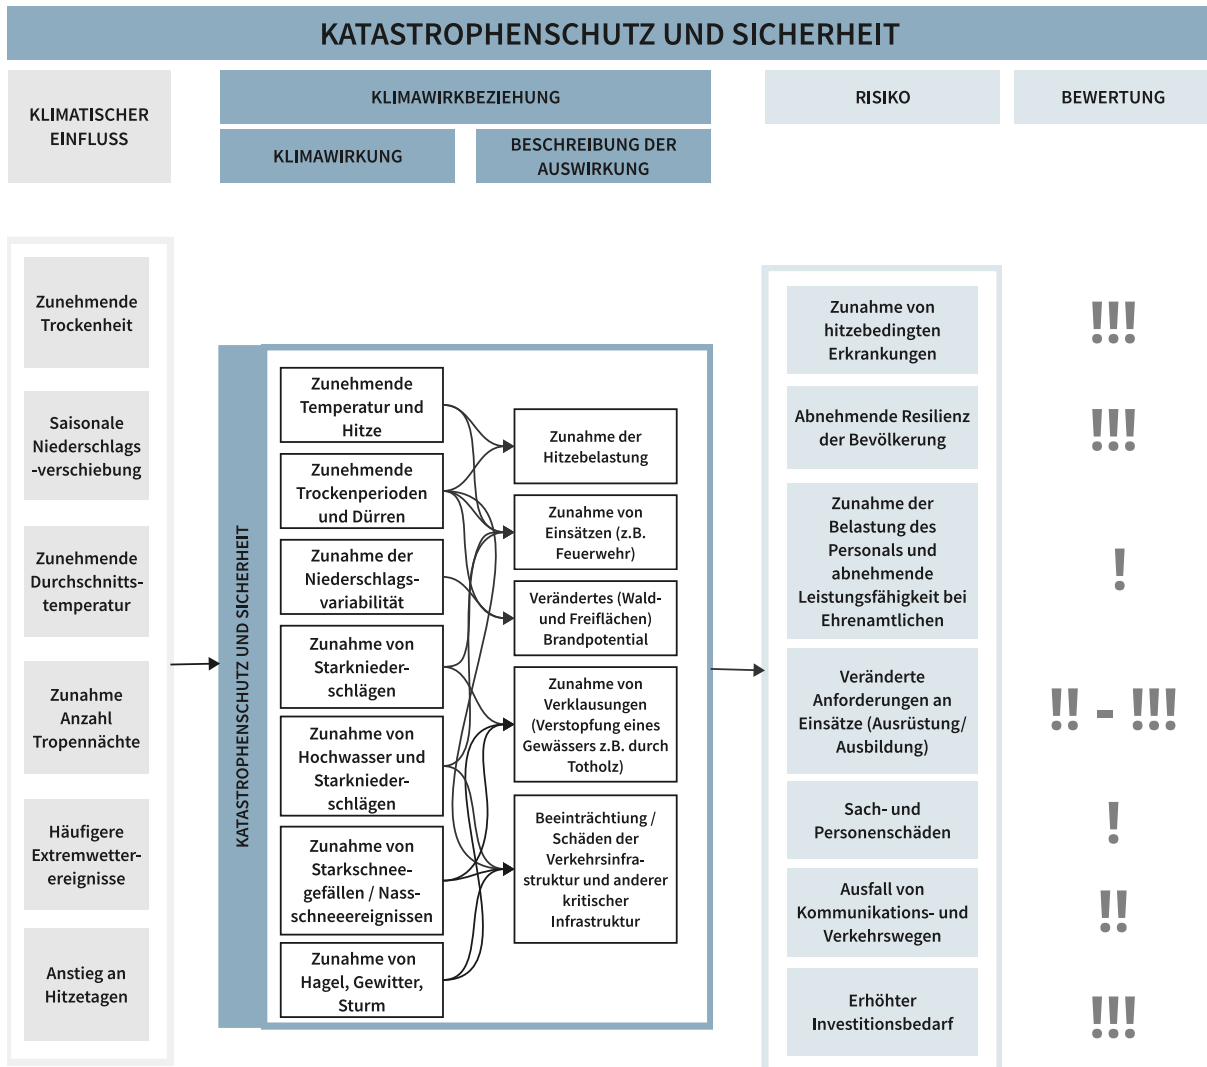 KATASTROPHENSCHUTZ UND SICHERHEIT
KLIMATISCHER
EINFLUSS
KLIMAWIRKBEZIEHUNG
KLIMAWIRKUNG
BESCHREIBUNG DER
AUSWIRKUNG
RISIKO
BEWERTUNG
Zunehmende
Trockenheit
Saisonale
Niederschlags
-verschiebung
Zunehmende
Durchschnitts-
temperatur
Zunahme
Anzahl
Tropennächte
Häufigere
Extremwetter-
ereignisse
Anstieg an
Hitzetagen
KATASTROPHENSCHUTZ UND SICHERHEIT
Zunehmende
Temperatur und
Hitze
Zunehmende
Trockenperioden
und Dürren
Zunahme der
Niederschlags-
variabilität
Zunahme von
Starknieder-
schlägen
Zunahme von
Hochwasser und
Starknieder-
schlägen
Zunahme von
Starkschnee-
gefällen / Nass-
schneeereignissen
Zunahme von
Hagel, Gewitter,
Sturm
Zunahme der
Hitzebelastung
Zunahme von
Einsätzen (z.B.
Feuerwehr)
Verändertes (Wald-
und Freiflächen)
Brandpotential
Zunahme von
Verklausungen
(Verstopfung eines
Gewässers z.B. durch
Totholz)
Beeinträchtiung /
Schäden der
Verkehrsinfra-
struktur und anderer
kritischer
Infrastruktur
Zunahme von
hitzebedingten
Erkrankungen
!!!
Abnehmende Resilienz
der Bevölkerung
!!!
Zunahme der
Belastung des
Personals und
abnehmende
Leistungsfähigkeit bei
Ehrenamtlichen
!
Veränderte
Anforderungen an
Einsätze (Ausrüstung/
Ausbildung)
!! - !!!
Sach- und
Personenschäden
!
Ausfall von
Kommunikations- und
Verkehrswegen
!!
Erhöhter
Investitionsbedarf
!!!